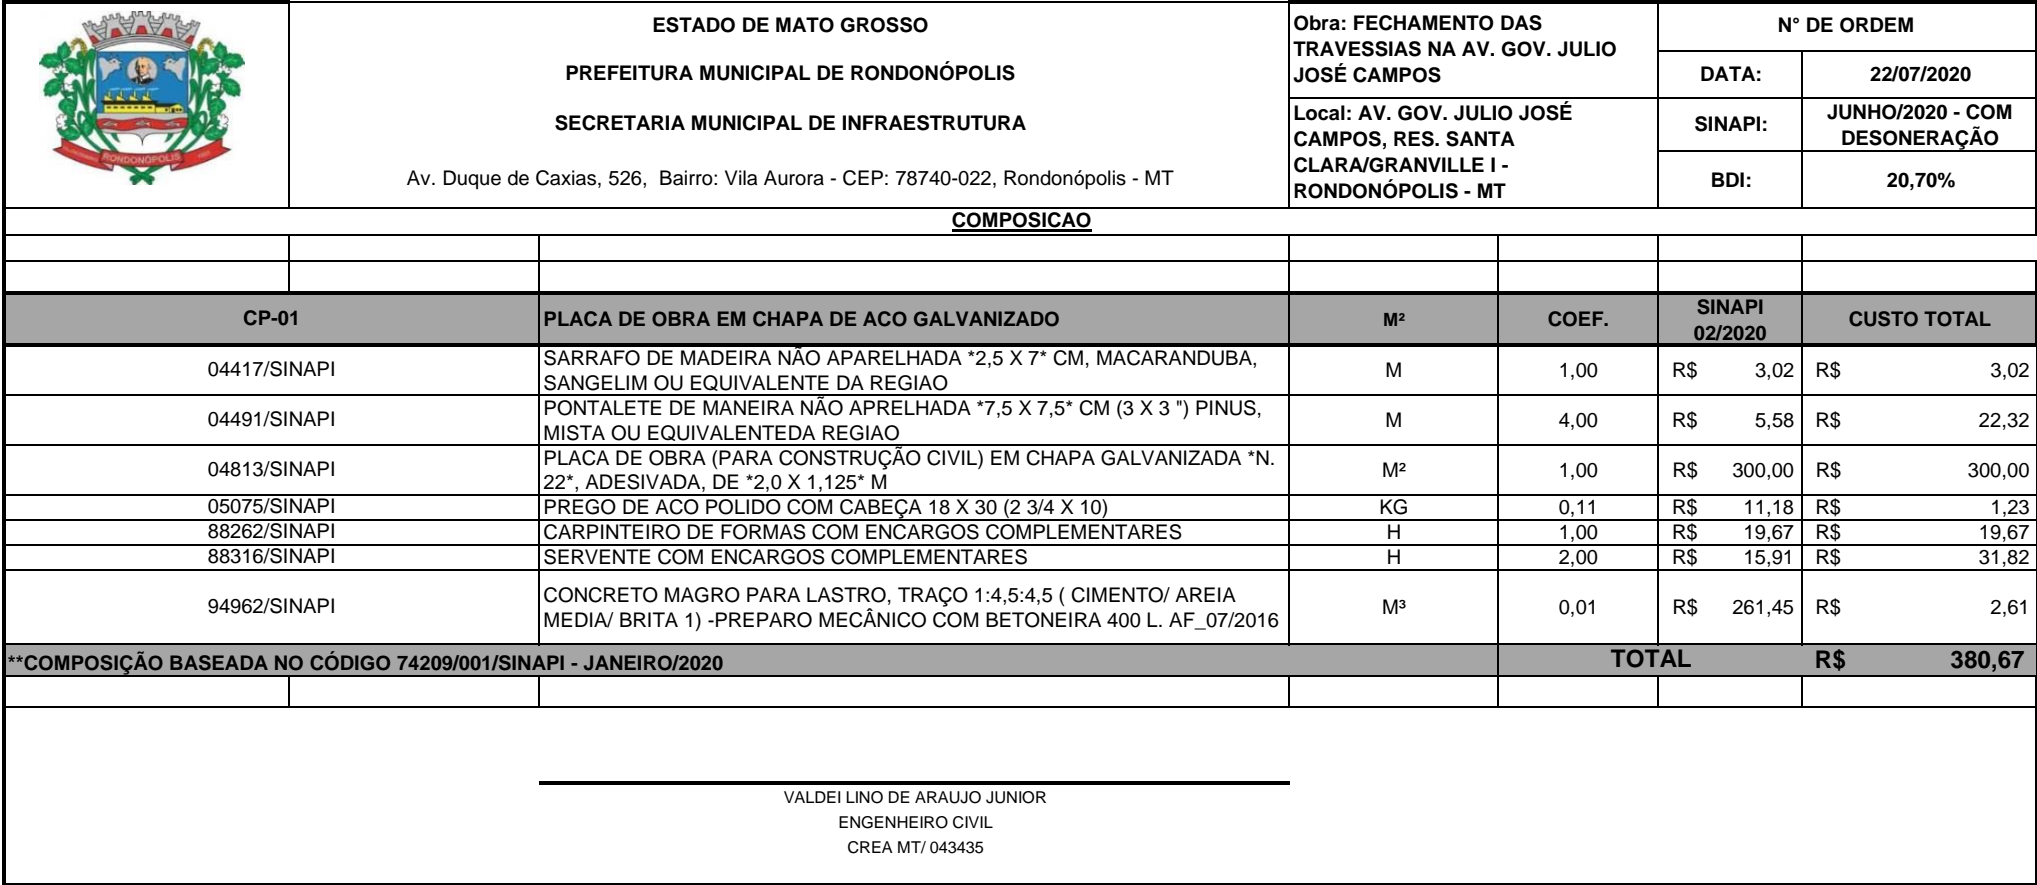 ESTADO DE MATO GROSSO
PREFEITURA MUNICIPAL DE RONDONÓPOLIS
SECRETARIA MUNICIPAL DE INFRAESTRUTURA
Av. Duque de Caxias, 526, Bairro: Vila Aurora - CEP: 78740-022, Rondonópolis - MT
RONDONÓPOLIS
Obra: FECHAMENTO DAS
TRAVESSIAS NA AV. GOV. JULIO
JOSÉ CAMPOS
Local: AV. GOV. JULIO JOSÉ
CAMPOS, RES. SANTA
CLARA/GRANVILLE I -
RONDONÓPOLIS - MT
N° DE ORDEM
DATA: 22/07/2020
SINAPI: JUNHO/2020 - COM
DESONERAÇÃO
BDI: 20,70%
COMPOSICAO
CP-01 PLACA DE OBRA EM CHAPA DE ACO GALVANIZADO M² COEF. SINAPI
02/2020 CUSTO TOTAL
04417/SINAPI SARRAFO DE MADEIRA NÃO APARELHADA *2,5 X 7* CM, MACARANDUBA,
SANGELIM OU EQUIVALENTE DA REGIAO M 1,00 R$ 3,02 R$ 3,02
04491/SINAPI PONTALETE DE MANEIRA NÃO APRELHADA *7,5 X 7,5* CM (3 X 3 ") PINUS,
MISTA OU EQUIVALENTEDA REGIAO M 4,00 R$ 5,58 R$ 22,32
04813/SINAPI PLACA DE OBRA (PARA CONSTRUÇÃO CIVIL) EM CHAPA GALVANIZADA *N.
22*, ADESIVADA, DE *2,0 X 1,125* M M² 1,00 R$ 300,00 R$ 300,00
05075/SINAPI PREGO DE ACO POLIDO COM CABEÇA 18 X 30 (2 3/4 X 10) KG 0,11 R$ 11,18 R$ 1,23
88262/SINAPI CARPINTEIRO DE FORMAS COM ENCARGOS COMPLEMENTARES H 1,00 R$ 19,67 R$ 19,67
88316/SINAPI SERVENTE COM ENCARGOS COMPLEMENTARES H 2,00 R$ 15,91 R$ 31,82
94962/SINAPI CONCRETO MAGRO PARA LASTRO, TRAÇO 1:4,5:4,5 ( CIMENTO/ AREIA
MEDIA/ BRITA 1) -PREPARO MECÂNICO COM BETONEIRA 400 L. AF_07/2016 M³ 0,01 R$ 261,45 R$ 2,61
**COMPOSIÇÃO BASEADA NO CÓDIGO 74209/001/SINAPI - JANEIRO/2020 TOTAL R$ 380,67
VALDEI LINO DE ARAUJO JUNIOR
ENGENHEIRO CIVIL
CREA MT/ 043435